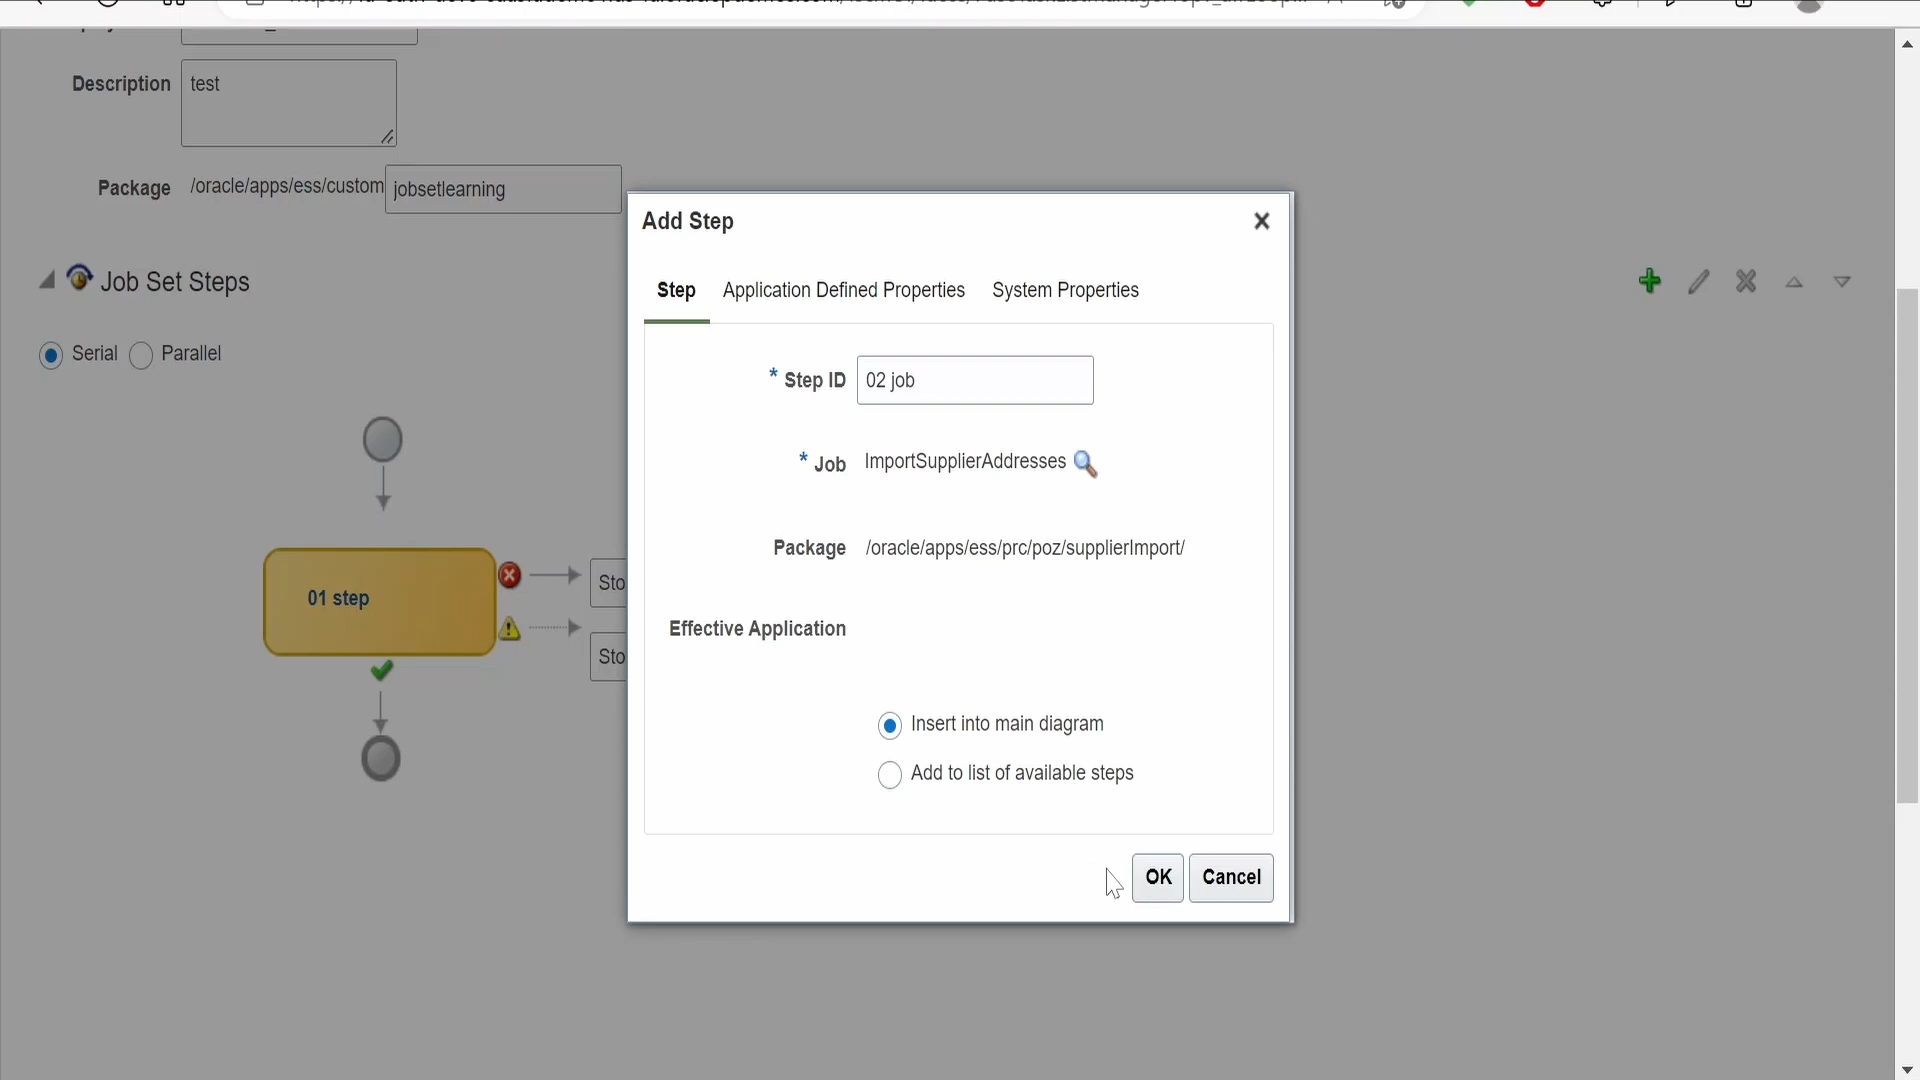 Description test
Package /oracle/apps/ess/custom jobsetlearning
Job Set Steps
Serial Parallel
01 step
Sto
Sto
Add Step
Step Application Defined Properties System Properties
* Step ID 02 job
* Job ImportSupplierAddresses
Package /oracle/apps/ess/prc/poz/supplierImport/
Effective Application
Insert into main diagram
Add to list of available steps
OK Cancel